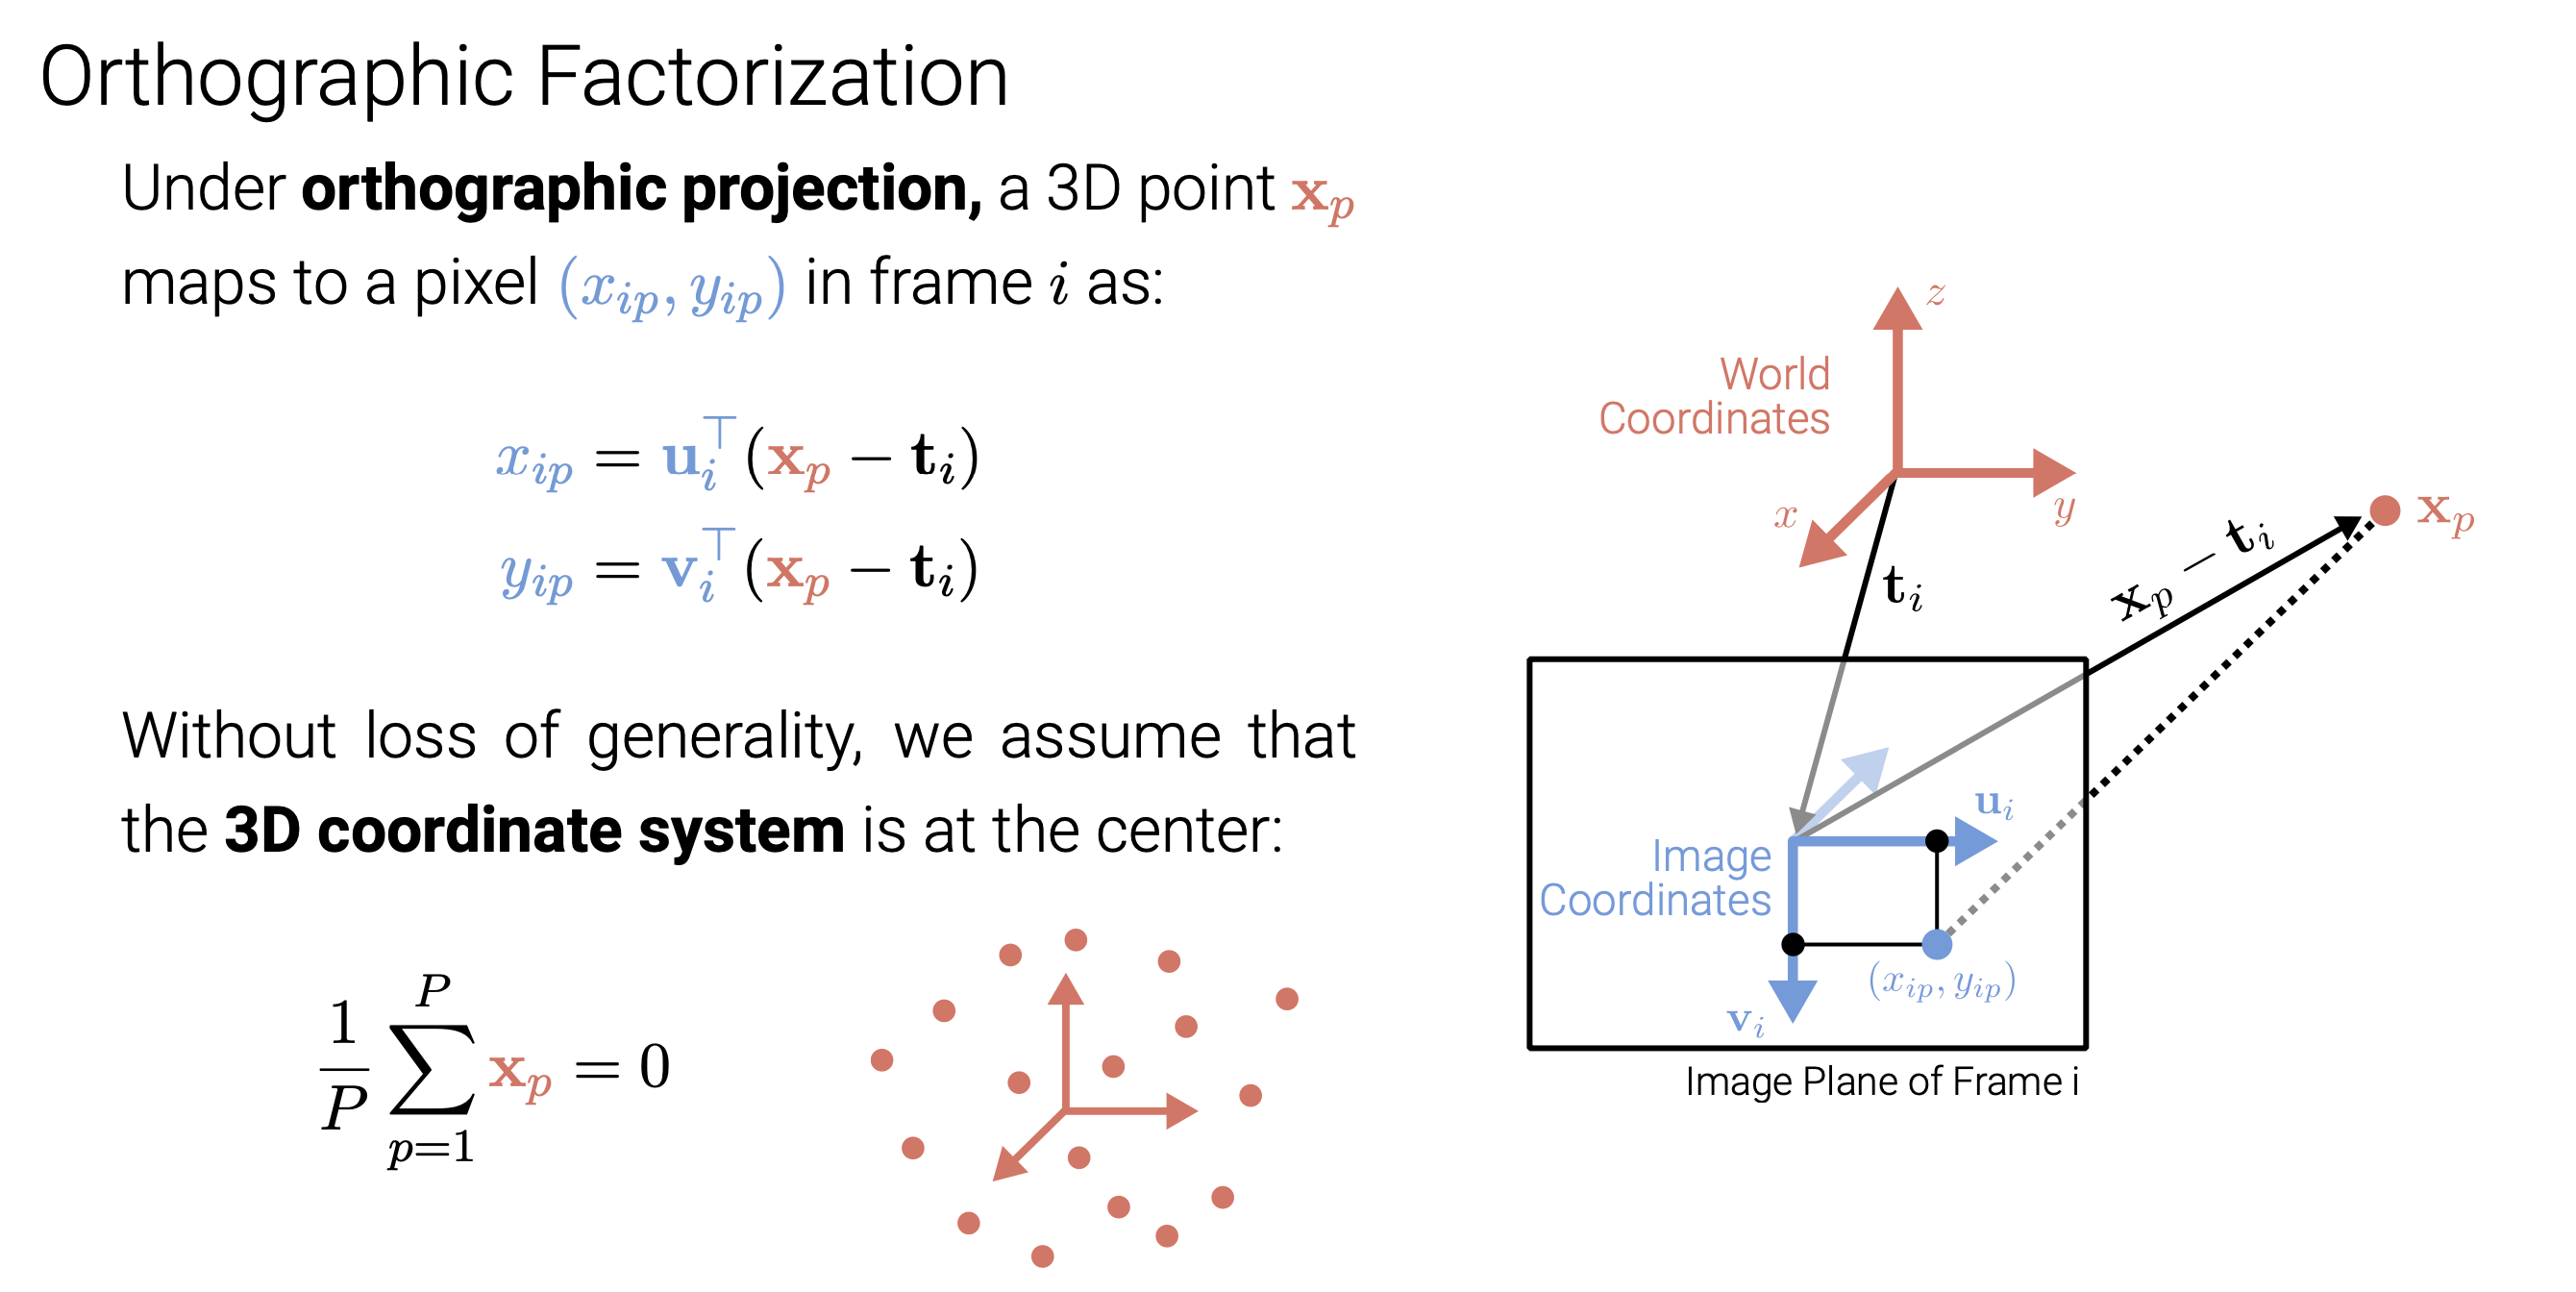 Orthographic Factorization
Under orthographic projection, a 3D point $\mathbf{x}_p$
maps to a pixel $(x_{ip}, y_{ip})$ in frame $i$ as:
$x_{ip} = \mathbf{u}_i^\top (\mathbf{x}_p - \mathbf{t}_i)$
$y_{ip} = \mathbf{v}_i^\top (\mathbf{x}_p - \mathbf{t}_i)$
Without loss of generality, we assume that
the 3D coordinate system is at the center:
$\frac{1}{P} \sum_{p=1}^{P} \mathbf{x}_p = 0$
$z$
World
Coordinates
$x$
$y$
$\mathbf{x}_p$
$\mathbf{x}_p - \mathbf{t}_i$
$\mathbf{t}_i$
$\mathbf{u}_i$
Image
Coordinates
$(x_{ip}, y_{ip})$
$\mathbf{v}_i$
Image Plane of Frame i